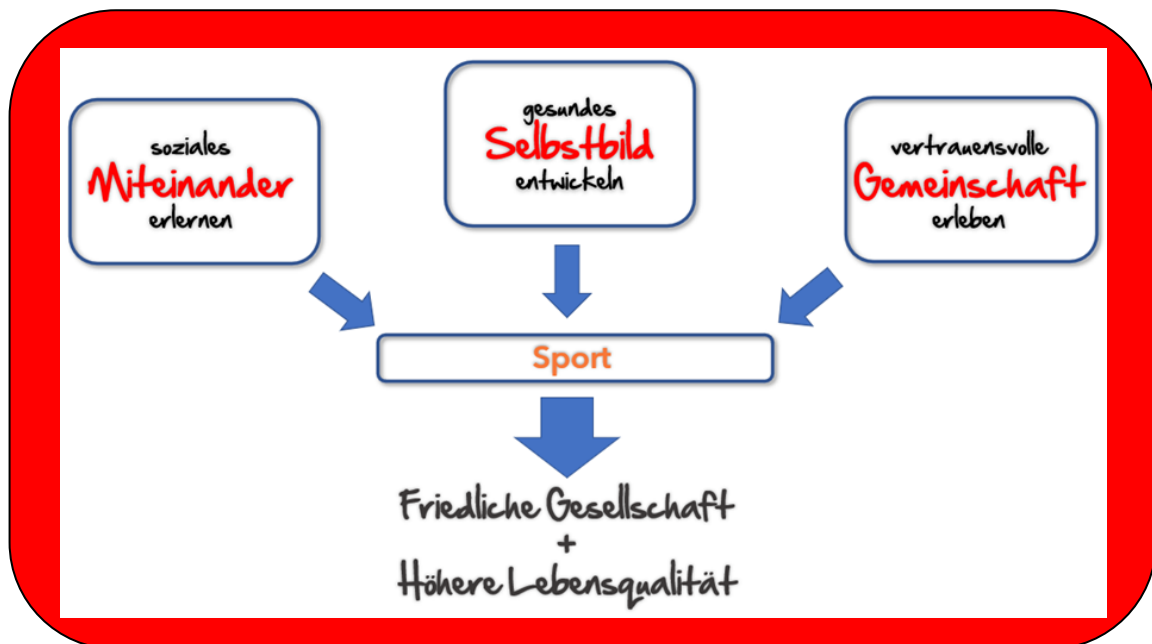 soziales
Miteinander
erlernen
gesundes
Selbstbild
entwickeln
vertrauensvolle
Gemeinschaft
erleben
Sport
Friedliche Gesellschaft
+
Höhere Lebensqualität